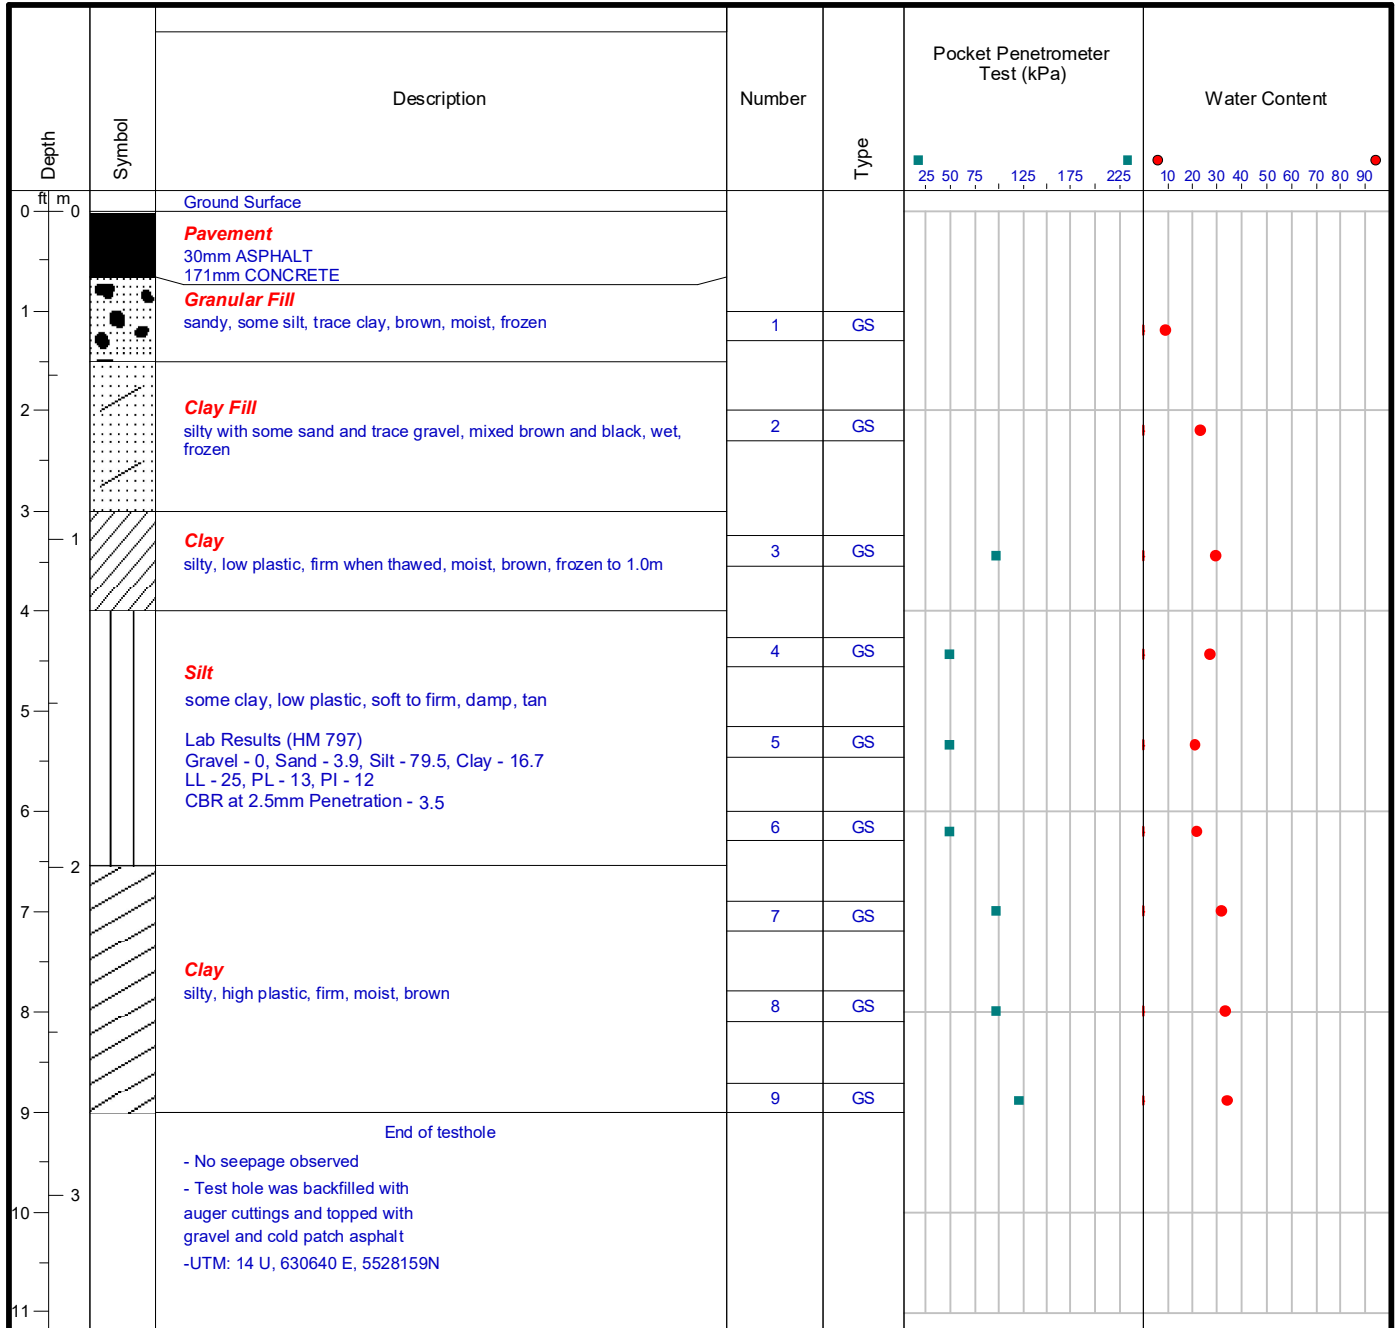 Depth
Symbol
Description
Number
Type
Pocket Penetrometer
Test (kPa)
Water Content
25 50 75 125 175 225
10 20 30 40 50 60 70 80 90
ft m
0 0
Ground Surface
Pavement
30mm ASPHALT
171mm CONCRETE
Granular Fill
1
sandy, some silt, trace clay, brown, moist, frozen
1 GS
Clay Fill
2
silty with some sand and trace gravel, mixed brown and black, wet,
frozen
2 GS
3
Clay
1
silty, low plastic, firm when thawed, moist, brown, frozen to 1.0m
3 GS
4
4 GS
Silt
some clay, low plastic, soft to firm, damp, tan
5
Lab Results (HM 797)
5 GS
Gravel - 0, Sand - 3.9, Silt - 79.5, Clay - 16.7
LL - 25, PL - 13, PI - 12
CBR at 2.5mm Penetration - 3.5
6
6 GS
2
7
7 GS
Clay
silty, high plastic, firm, moist, brown
8
8 GS
9
9 GS
End of testhole
- No seepage observed
- Test hole was backfilled with
3
auger cuttings and topped with
10
gravel and cold patch asphalt
-UTM: 14 U, 630640 E, 5528159N
11